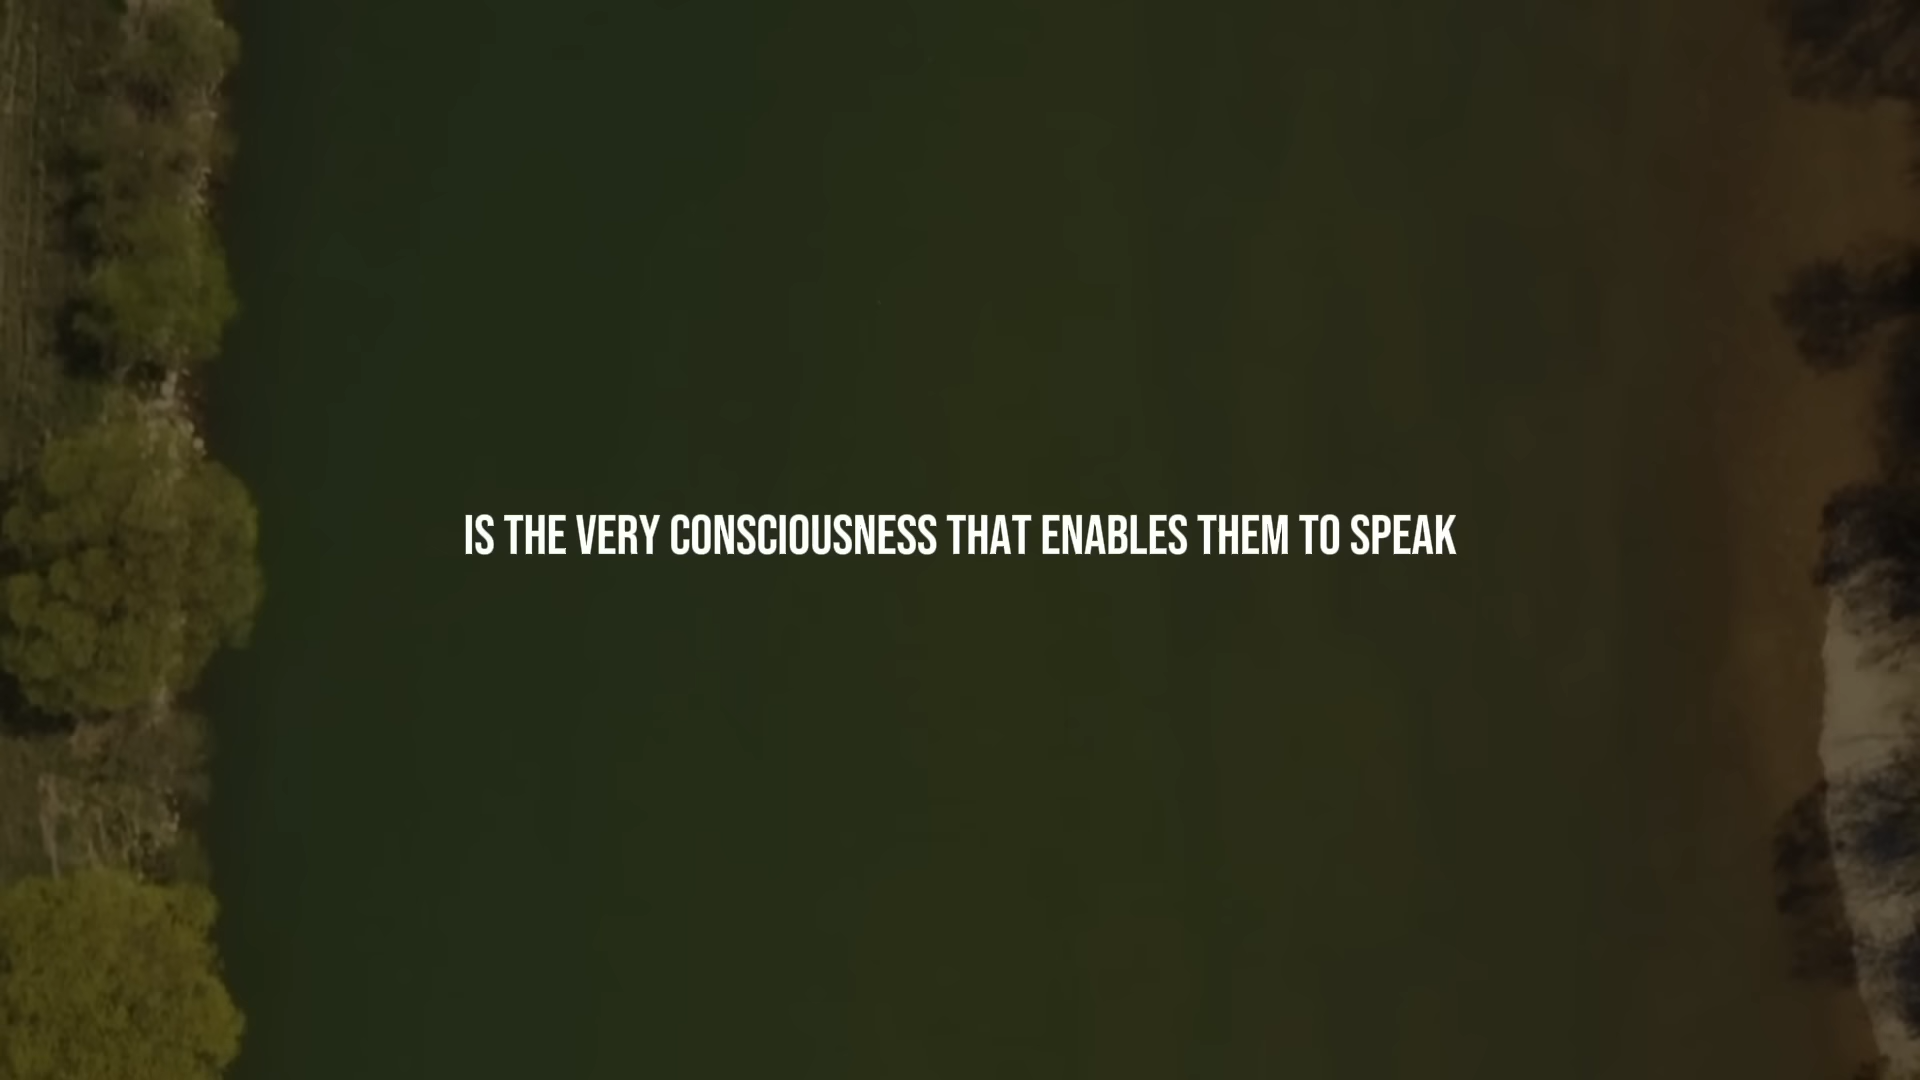 IS THE VERY CONSCIOUSNESS THAT ENABLES THEM TO SPEAK